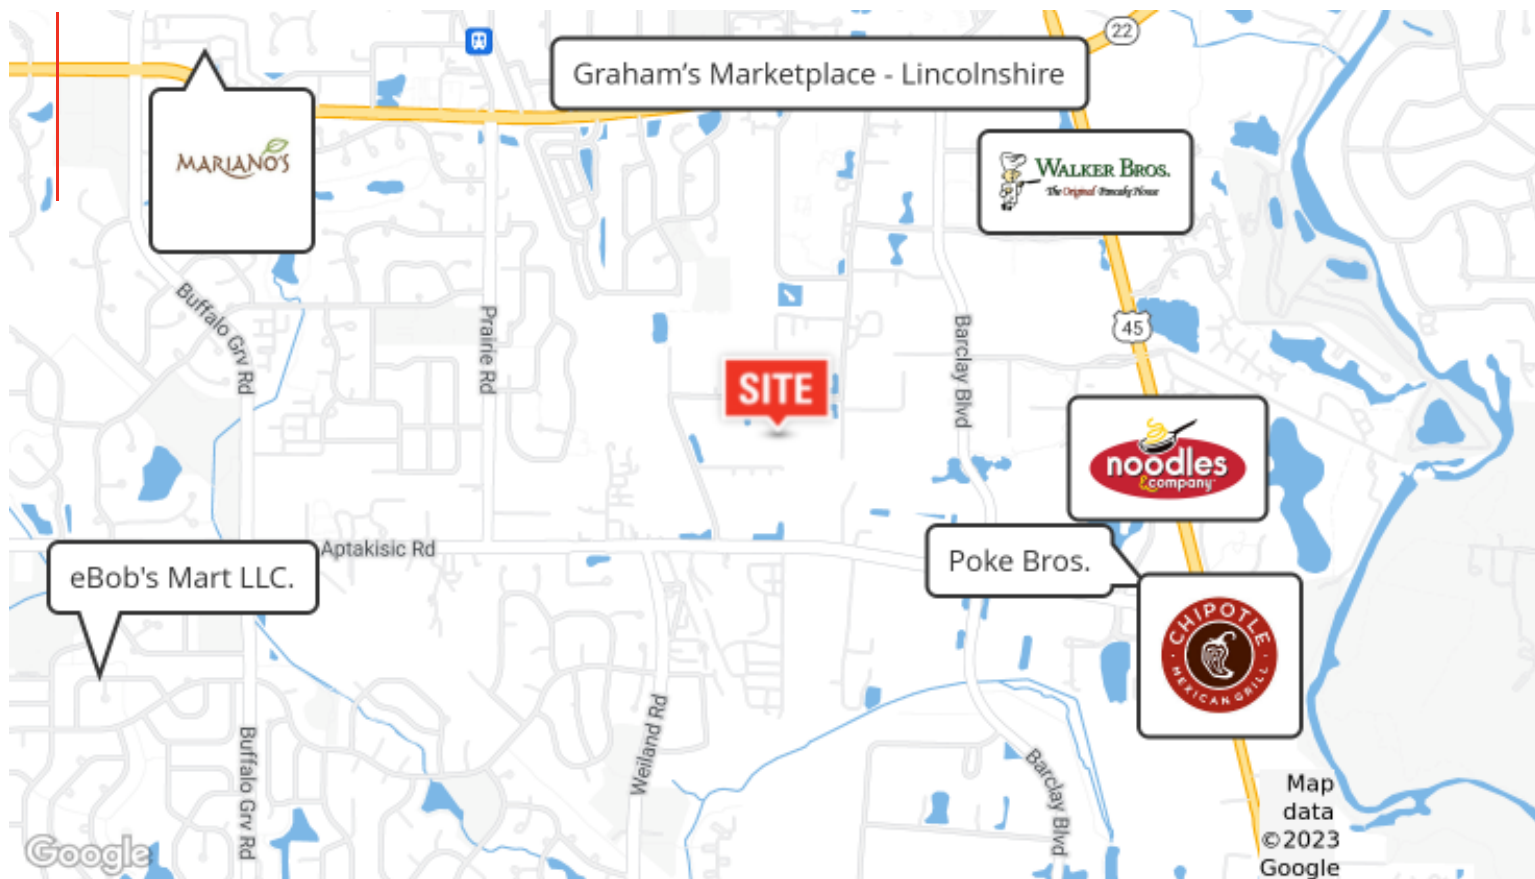 22
Graham’s Marketplace - Lincolnshire
MARIANO'S
WALKER BROS.
The Original Pancake House
Buffalo Grv Rd
Prairie Rd
Barclay Blvd
45
SITE
noodles
&company
Aptakisic Rd
Poke Bros.
eBob's Mart LLC.
CHIPOTLE
MEXICAN GRILL
Weiland Rd
Buffalo Grv Rd
Barclay Blvd
Map
data
©2023
Google
Google